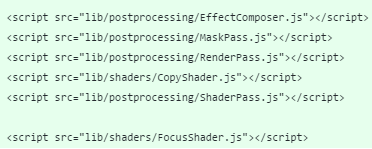 <script src="lib/postprocessing/EffectComposer.js"></script>
<script src="lib/postprocessing/MaskPass.js"></script>
<script src="lib/postprocessing/RenderPass.js"></script>
<script src="lib/shaders/CopyShader.js"></script>
<script src="lib/postprocessing/ShaderPass.js"></script>
<script src="lib/shaders/FocusShader.js"></script>